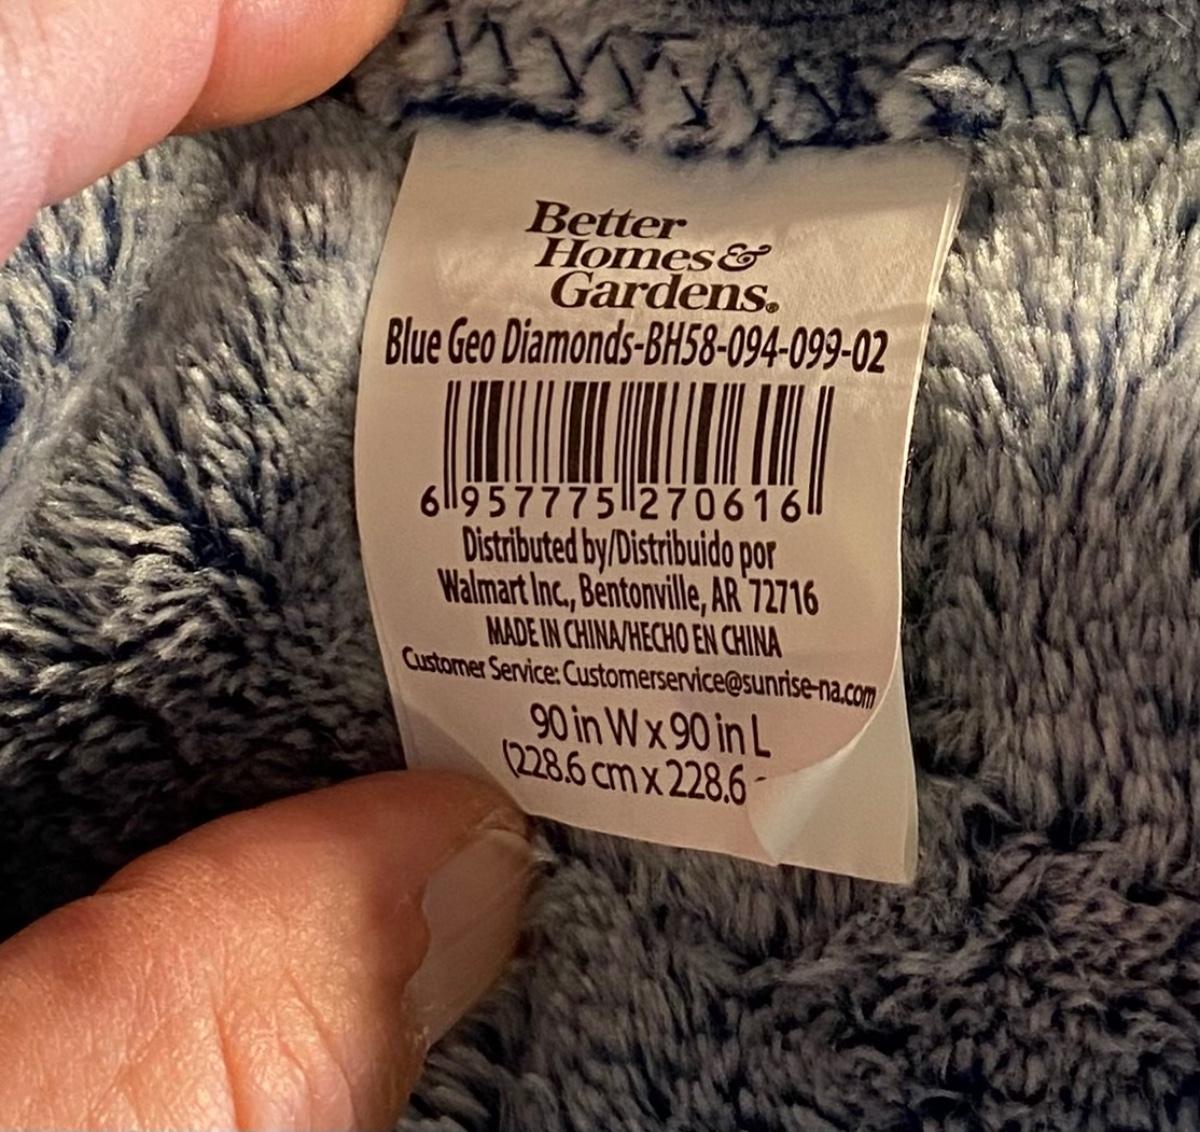 Better
Homes &
Gardens®
Blue Geo Diamonds-BH58-094-099-02
6 957775 270616
Distributed by/Distribuido por
Walmart Inc., Bentonville, AR 72716
MADE IN CHINA/HECHO EN CHINA
Customer Service: Customerservice@sunrise-na.com
90 in W x 90 in L
(228.6 cm x 228.6